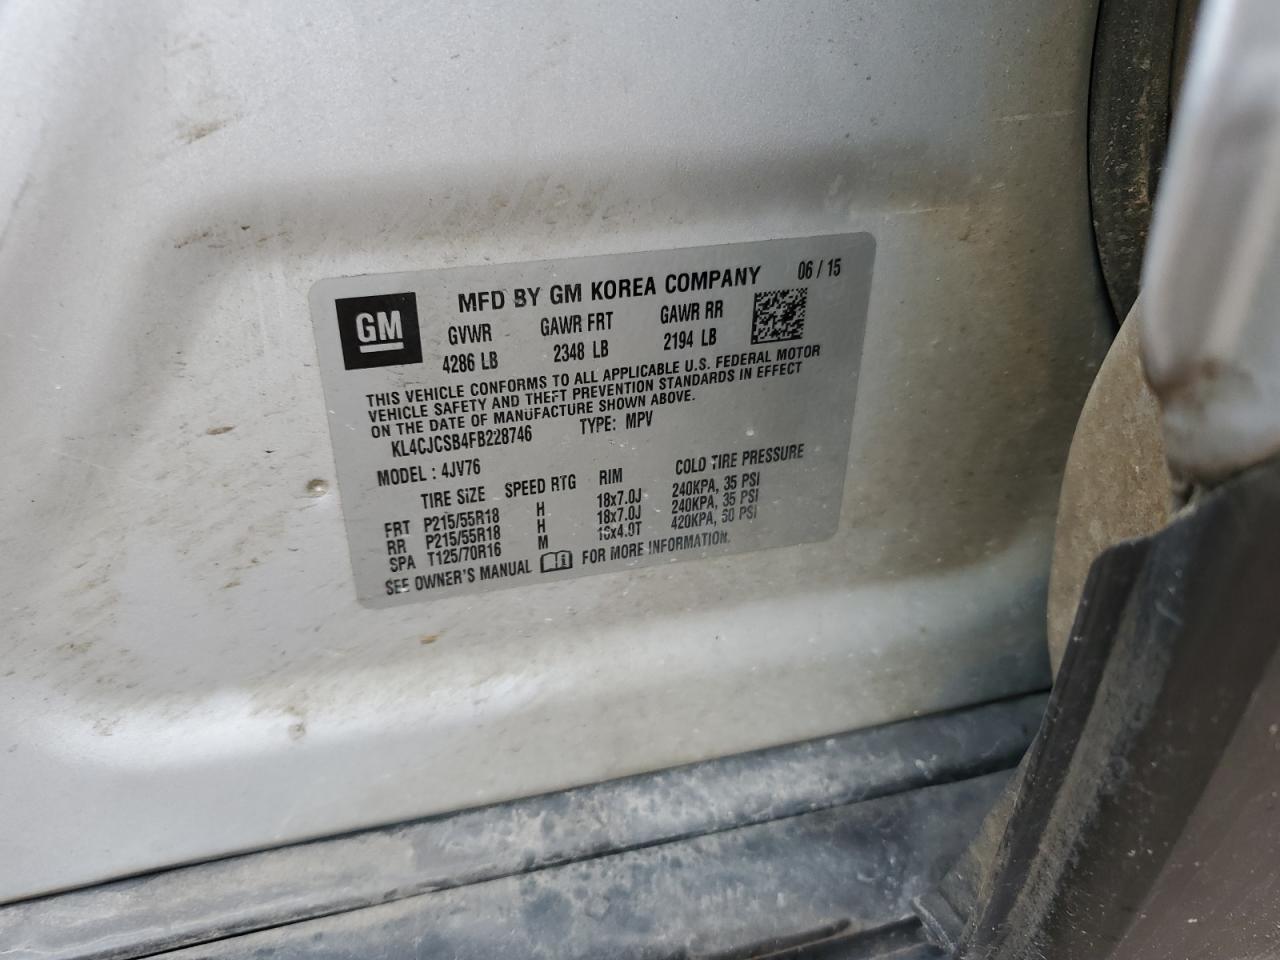 MFD BY GM KOREA COMPANY 06 / 15
GM
GVWR GAWR FRT GAWR RR
4286 LB 2348 LB 2194 LB
THIS VEHICLE CONFORMS TO ALL APPLICABLE U.S. FEDERAL MOTOR
VEHICLE SAFETY AND THEFT PREVENTION STANDARDS IN EFFECT
ON THE DATE OF MANUFACTURE SHOWN ABOVE.
KL4CJCSB4FB228746 TYPE: MPV
MODEL : 4JV76
TIRE SIZE SPEED RTG RIM COLD TIRE PRESSURE
FRT P215/55R18 H 18x7.0J 240KPA, 35 PSI
RR P215/55R18 H 18x7.0J 240KPA, 35 PSI
SPA T125/70R16 M 16x4.0T 420KPA, 60 PSI
SEE OWNER'S MANUAL FOR MORE INFORMATION.